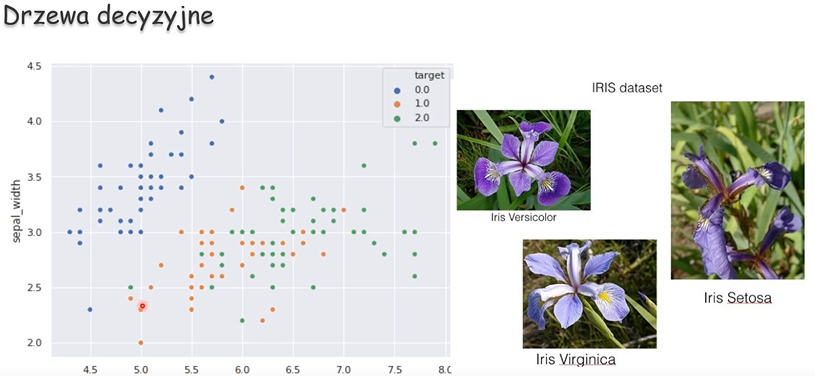 Drzewa decyzyjne
4.5
4.0
3.5
3.0
2.5
2.0
sepal_width
4.5 5.0 5.5 6.0 6.5 7.0 7.5 8.0
target
0.0
1.0
2.0
IRIS dataset
Iris Versicolor
Iris Setosa
Iris Virginica